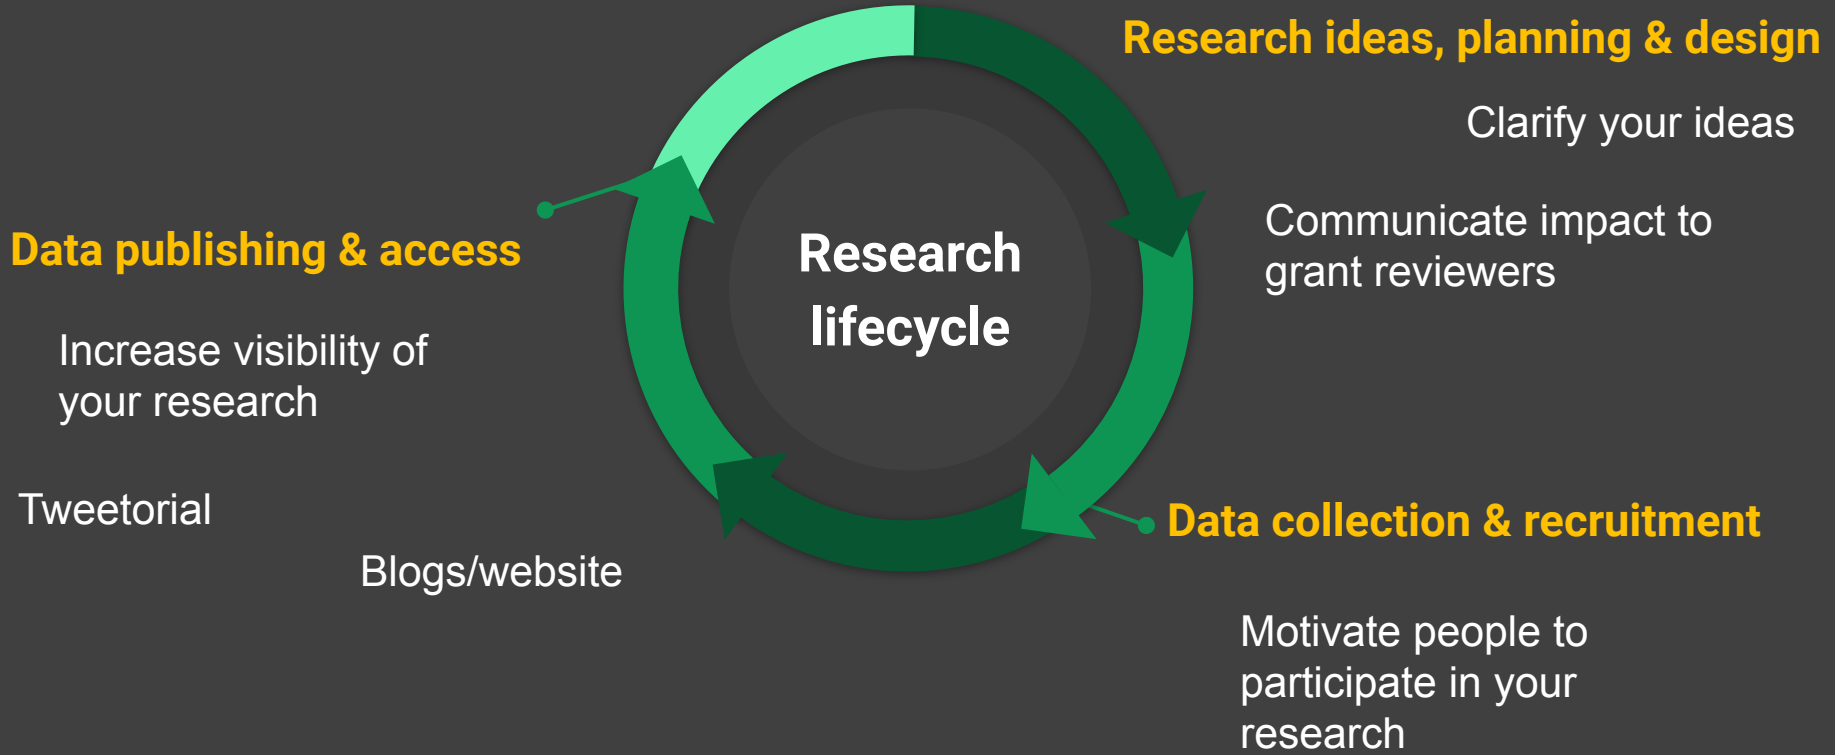 Research ideas, planning & design
Clarify your ideas
Communicate impact to
grant reviewers
Research
lifecycle
Data publishing & access
Increase visibility of
your research
Tweetorial
Blogs/website
Data collection & recruitment
Motivate people to
participate in your
research